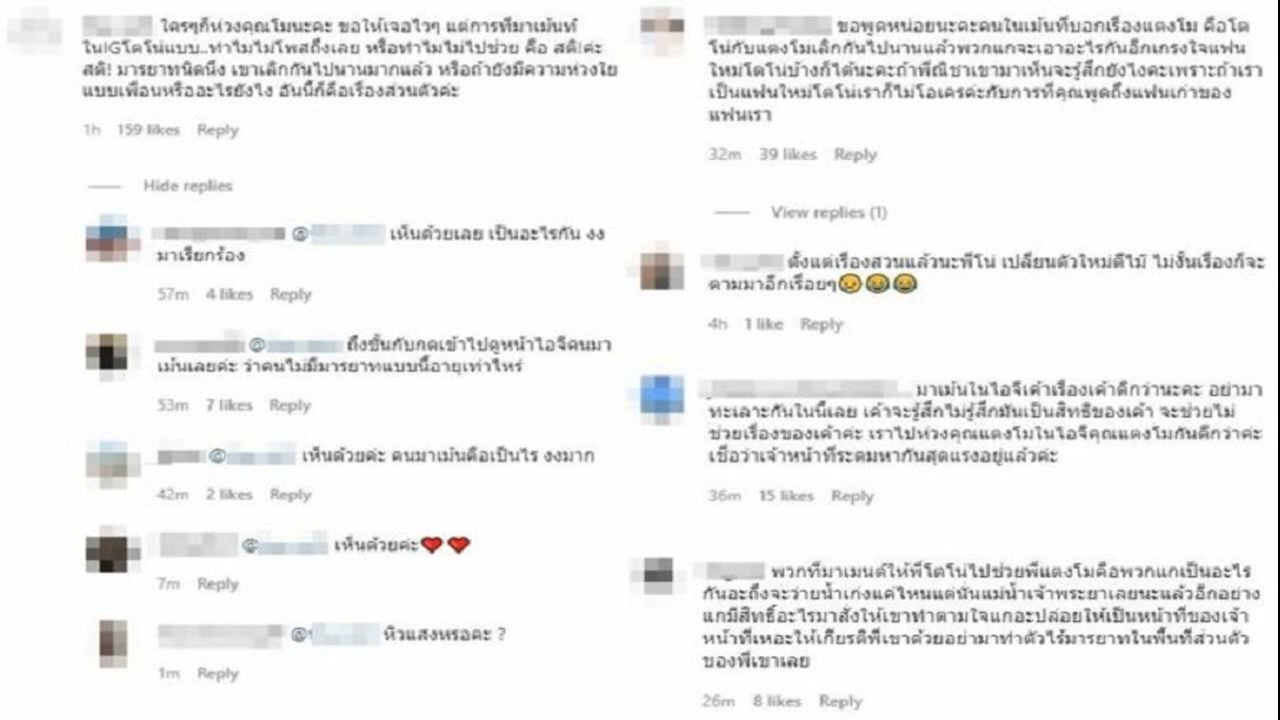 ใครๆก็ห่วงคุณโมนะคะ ขอให้เจอไวๆ แต่การที่มาเม้นท์
ในIGโตโน่แบบ..ทำไมไม่โพสถึงเลย หรือทำไมไม่ไปช่วย คือ สติ!ค่ะ
สติ! มารยาทนิดนึง เขาเลิกกันไปนานมากแล้ว หรือถ้ายังมีความห่วงใย
แบบเพื่อนหรืออะไรยังไง อันนี้ก็คือเรื่องส่วนตัวค่ะ
1h 159 likes Reply
Hide replies
@ เห็นด้วยเลย เป็นอะไรกัน งง
มาเรียกร้อง
57m 4 likes Reply
@ ถึงขั้นกับกดเข้าไปดูหน้าไอจีคนมา
เม้นเลยค่ะ ว่าคนไม่มีมารยาทแบบนี้อายุเท่าไหร่
53m 7 likes Reply
@ เห็นด้วยค่ะ คนมาเม้นคือเป็นไร งงมาก
42m 2 likes Reply
@ เห็นด้วยค่ะ❤️❤️
7m Reply
@ หิวแสงหรอคะ ?
1m Reply
ขอพูดหน่อยนะคะคนในเม้นที่บอกเรื่องแตงโม คือโต
โน่กับแตงโมเลิกกันไปนานแล้วพวกแกจะเอาอะไรกันอีกเกรงใจแฟน
ใหม่โตโน่บ้างก็ได้นะคะถ้าพี่ณิชาเขามาเห็นจะรู้สึกยังไงคะเพราะถ้าเรา
เป็นแฟนใหม่โตโน่เราก็ไม่โอเครค่ะกับการที่คุณพูดถึงแฟนเก่าของ
แฟนเรา
32m 39 likes Reply
View replies (1)
ตั้งแต่เรื่องสวนแล้วนะพี่โน่ เปลี่ยนตัวใหม่ดีไม๊ ไม่งั้นเรื่องก็จะ
ตามมาอีกเรื่อยๆ😥😂😂
4h 1 like Reply
มาเม้นในไอจีเค้าเรื่องเค้าดีกว่านะคะ อย่ามา
ทะเลาะกันในนี้เลย เค้าจะรู้สึกไม่รู้สึกมันเป็นสิทธิของเค้า จะช่วยไม่
ช่วยเรื่องของเค้าค่ะ เราไปห่วงคุณแตงโมในไอจีคุณแตงโมกันดีกว่าค่ะ
เชื่อว่าเจ้าหน้าที่ระดมหากันสุดแรงอยู่แล้วค่ะ
36m 15 likes Reply
พวกที่มาเมนต์ให้พี่โตโน่ไปช่วยพี่แตงโมคือพวกแกเป็นอะไร
กันอะถึงจะว่ายน้ำเก่งแค่ไหนแต่นั่นแม่น้ำเจ้าพระยาเลยนะแล้วอีกอย่าง
แกมีสิทธิ์อะไรมาสั่งให้เขาทำตามใจแกอะปล่อยให้เป็นหน้าที่ของเจ้า
หน้าที่เหอะให้เกียรติพี่เขาด้วยอย่ามาทำตัวไร้มารยาทในพื้นที่ส่วนตัว
ของพี่เขาเลย
26m 8 likes Reply